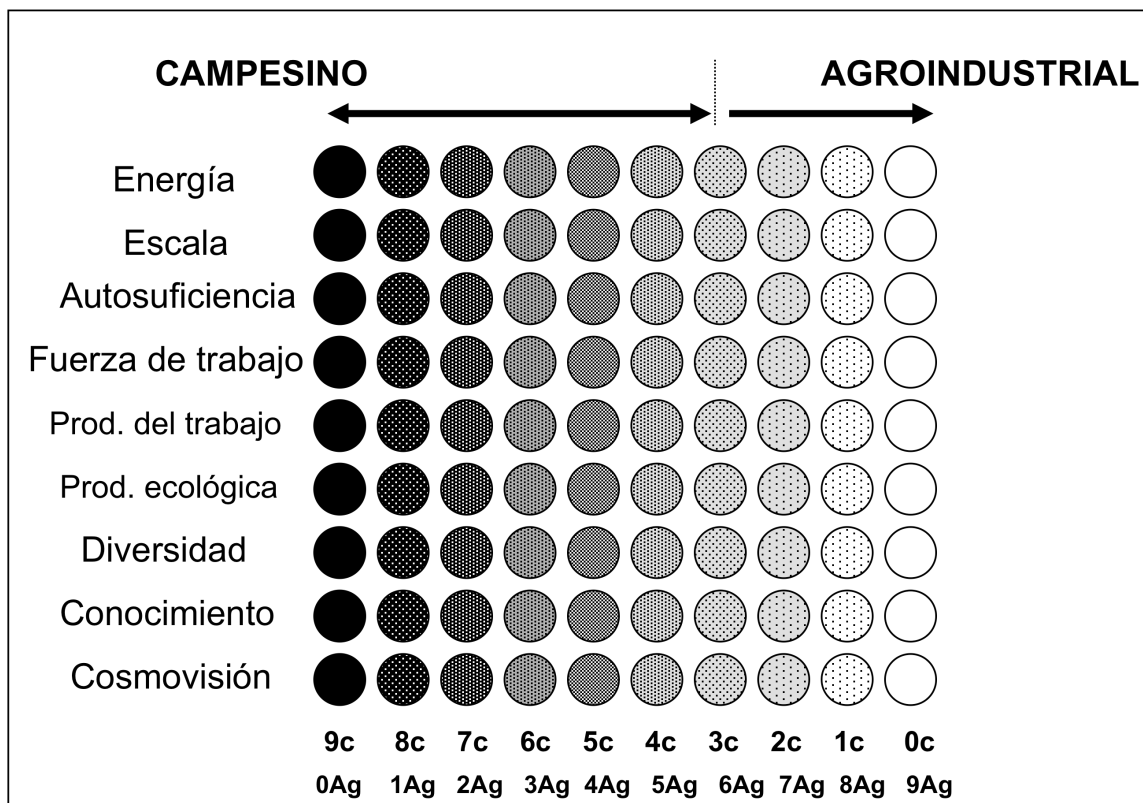 CAMPESINO AGROINDUSTRIAL
Energía
Escala
Autosuficiencia
Fuerza de trabajo
Prod. del trabajo
Prod. ecológica
Diversidad
Conocimiento
Cosmovisión
9c 8c 7c 6c 5c 4c 3c 2c 1c 0c
0Ag 1Ag 2Ag 3Ag 4Ag 5Ag 6Ag 7Ag 8Ag 9Ag